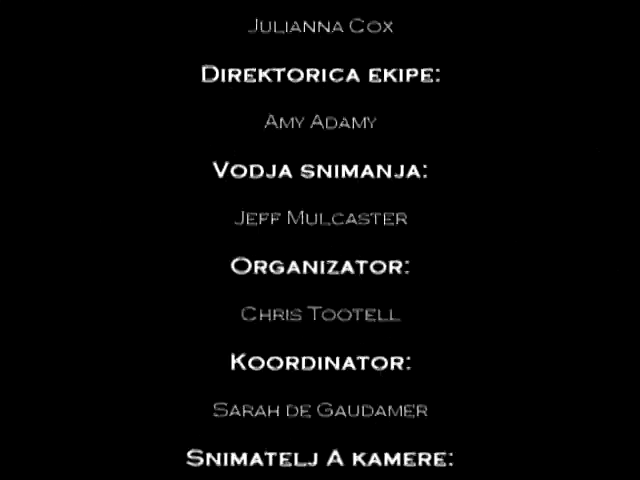 Julianna Cox
Direktorica ekipe:
Amy Adamy
Vodja snimanja:
Jeff Mulcaster
Organizator:
Chris Tootell
Koordinator:
Sarah de Gaudamer
Snimatelj A kamere: